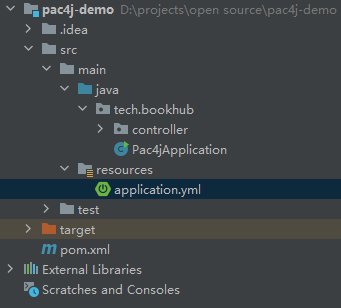 pac4j-demo D:\projects\open source\pac4j-demo
.idea
src
main
java
tech.bookhub
controller
Pac4jApplication
resources
application.yml
test
target
m pom.xml
External Libraries
Scratches and Consoles